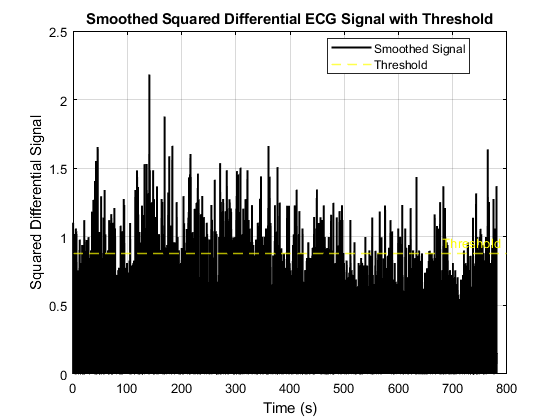 Smoothed Squared Differential ECG Signal with Threshold
2.5
Smoothed Signal
Threshold
2
1.5
1
Threshold
0.5
0
Squared Differential Signal
0 100 200 300 400 500 600 700 800
Time (s)